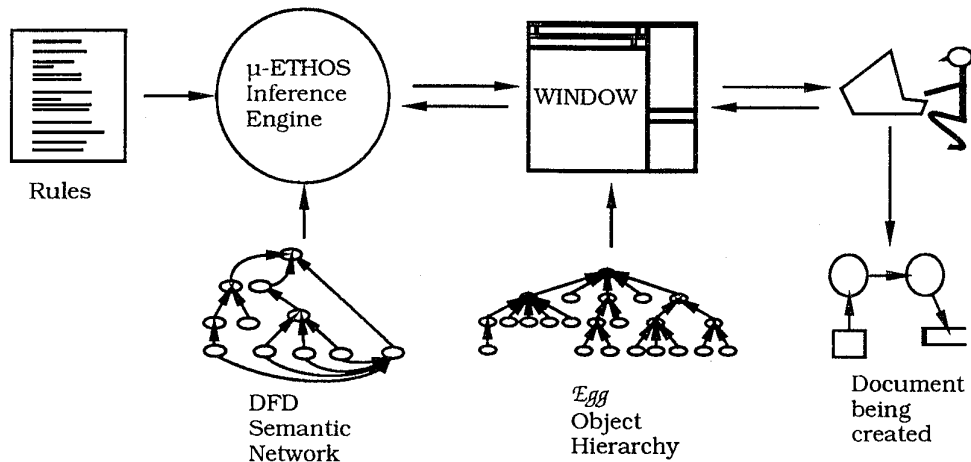 µ-ETHOS
Inference
Engine
WINDOW
Rules
DFD
Semantic
Network
Egg
Object
Hierarchy
Document
being
created